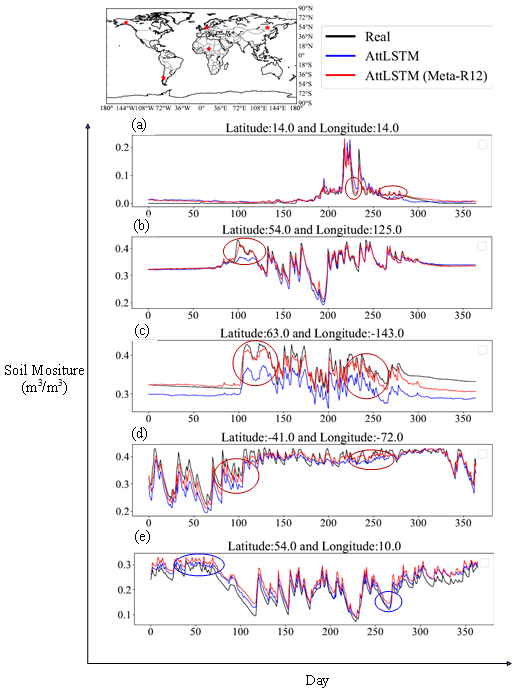 90°N
72°N
54°N
36°N
18°N
0°
18°S
36°S
54°S
72°S
90°S
180° 144°W 108°W 72°W 36°W 0° 36°E 72°E 108°E 144°E 180°
Real
AttLSTM
AttLSTM (Meta-R12)
(a)
Latitude:14.0 and Longitude:14.0
0.2
0.1
0.0
0 50 100 150 200 250 300 350
(b)
Latitude:54.0 and Longitude:125.0
0.4
0.3
0.2
0 50 100 150 200 250 300 350
(c)
Latitude:63.0 and Longitude:-143.0
0.4
0.3
0 50 100 150 200 250 300 350
Soil Mositure
(m³/m³)
(d)
Latitude:-41.0 and Longitude:-72.0
0.4
0.3
0.2
0 50 100 150 200 250 300 350
(e)
Latitude:54.0 and Longitude:10.0
0.3
0.2
0.1
0 50 100 150 200 250 300 350
Day